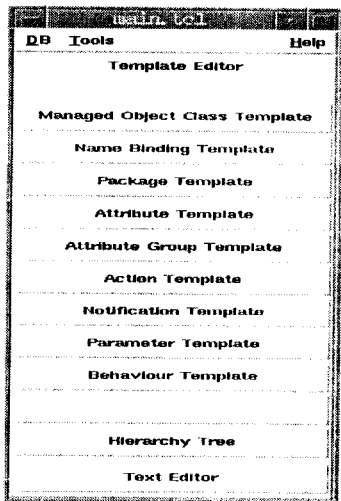 main.tcl
DB Tools Help
Template Editor
Managed Object Class Template
Name Binding Template
Package Template
Attribute Template
Attribute Group Template
Action Template
Notification Template
Parameter Template
Behaviour Template
Hierarchy Tree
Text Editor